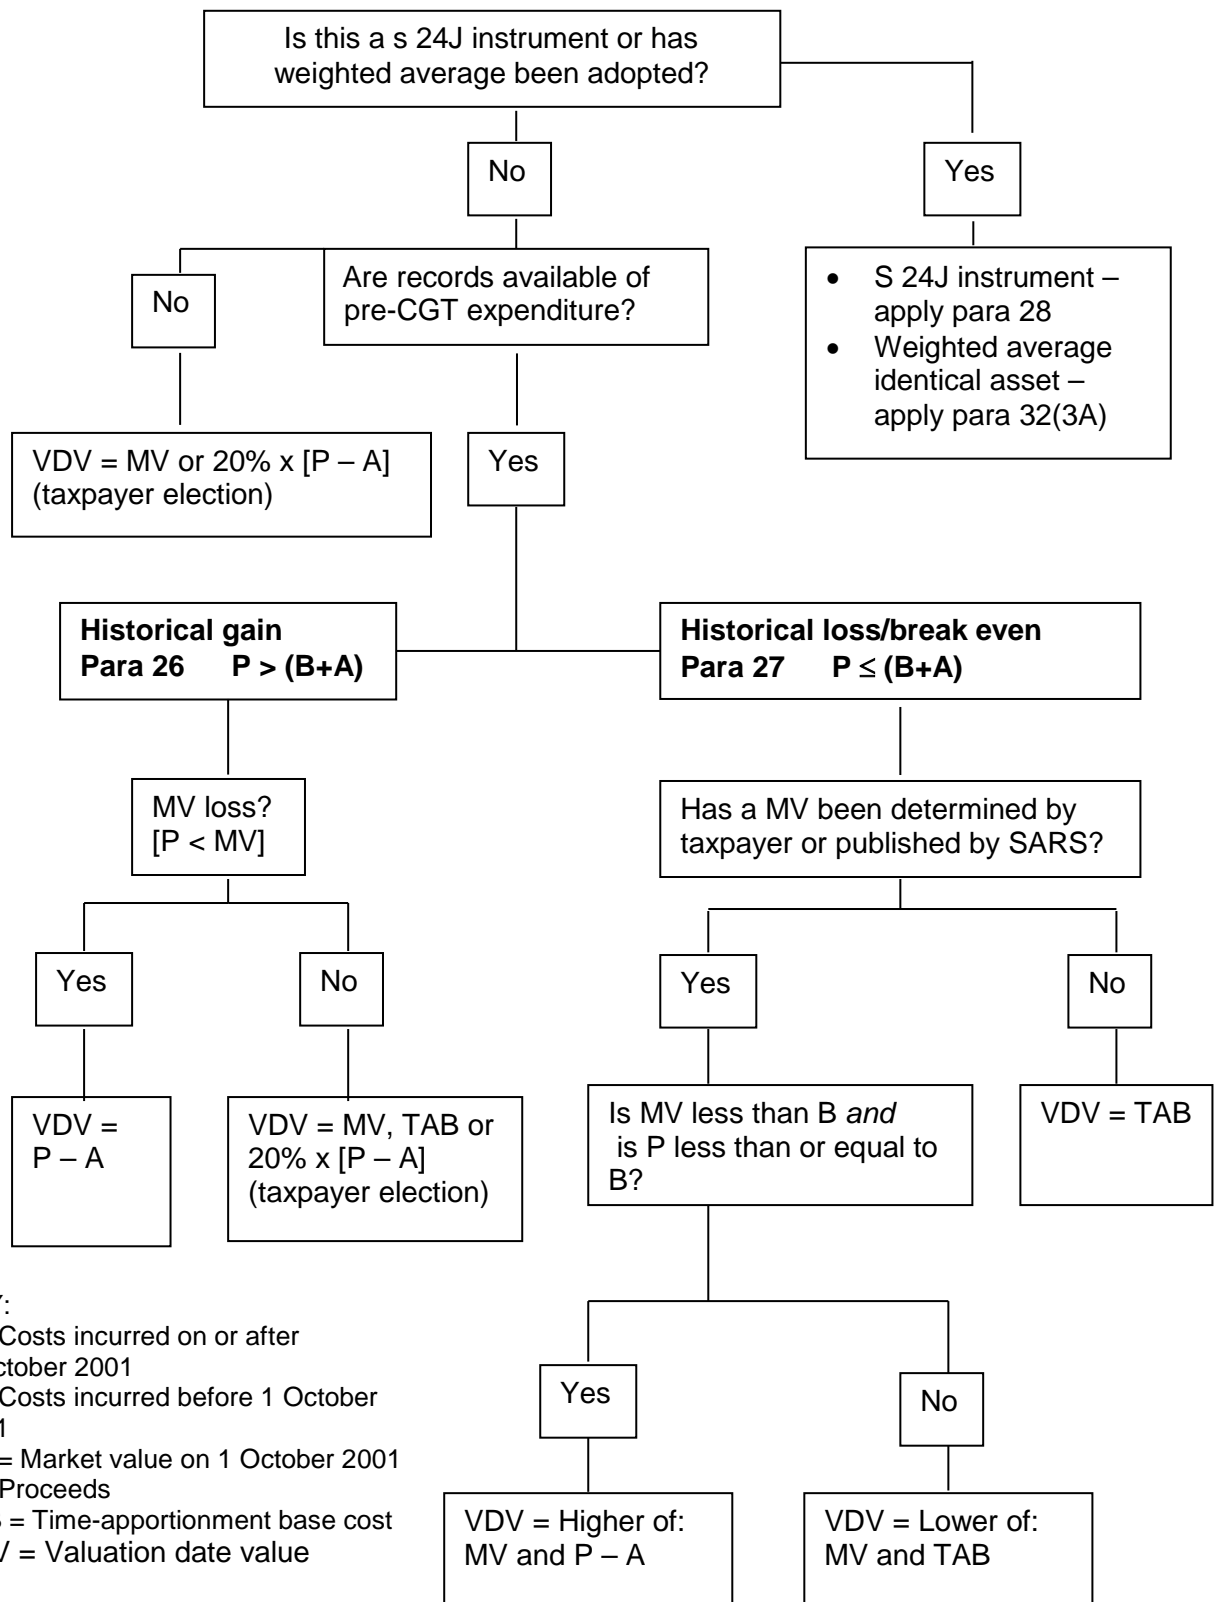 Is this a s 24J instrument or has
weighted average been adopted?
No
Yes
Are records available of
pre-CGT expenditure?
No
• S 24J instrument –
apply para 28
• Weighted average
identical asset –
apply para 32(3A)
VDV = MV or 20% x [P – A]
(taxpayer election)
Yes
Historical gain
Para 26 P > (B+A)
Historical loss/break even
Para 27 P ≤ (B+A)
MV loss?
[P < MV]
Has a MV been determined by
taxpayer or published by SARS?
Yes
No
Yes
No
VDV =
P – A
VDV = MV, TAB or
20% x [P – A]
(taxpayer election)
Is MV less than B and
is P less than or equal to
B?
VDV = TAB
Costs incurred on or after
2001
Costs incurred before 1 October
= Market value on 1 October 2001
Proceeds
= Time-apportionment base cost
= Valuation date value
Yes
No
VDV = Higher of:
MV and P – A
VDV = Lower of:
MV and TAB